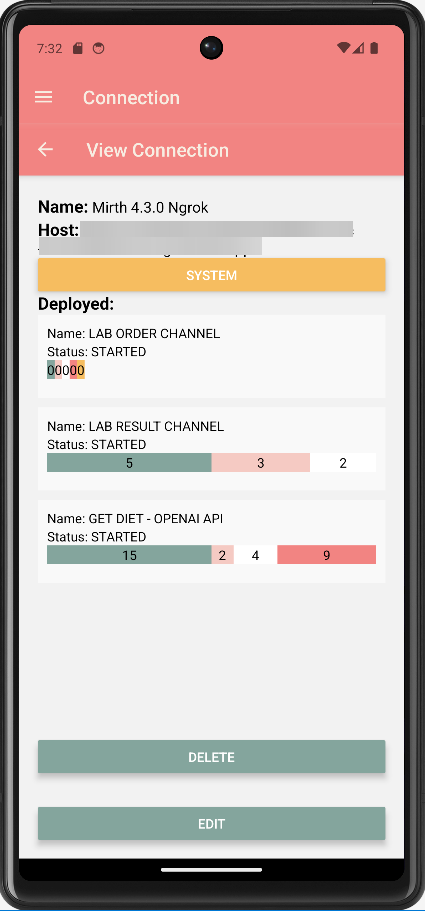 7:32
Connection
View Connection
Name: Mirth 4.3.0 Ngrok
Host:
SYSTEM
Deployed:
Name: LAB ORDER CHANNEL
Status: STARTED
00000
Name: LAB RESULT CHANNEL
Status: STARTED
5 3 2
Name: GET DIET - OPENAI API
Status: STARTED
15 2 4 9
DELETE
EDIT